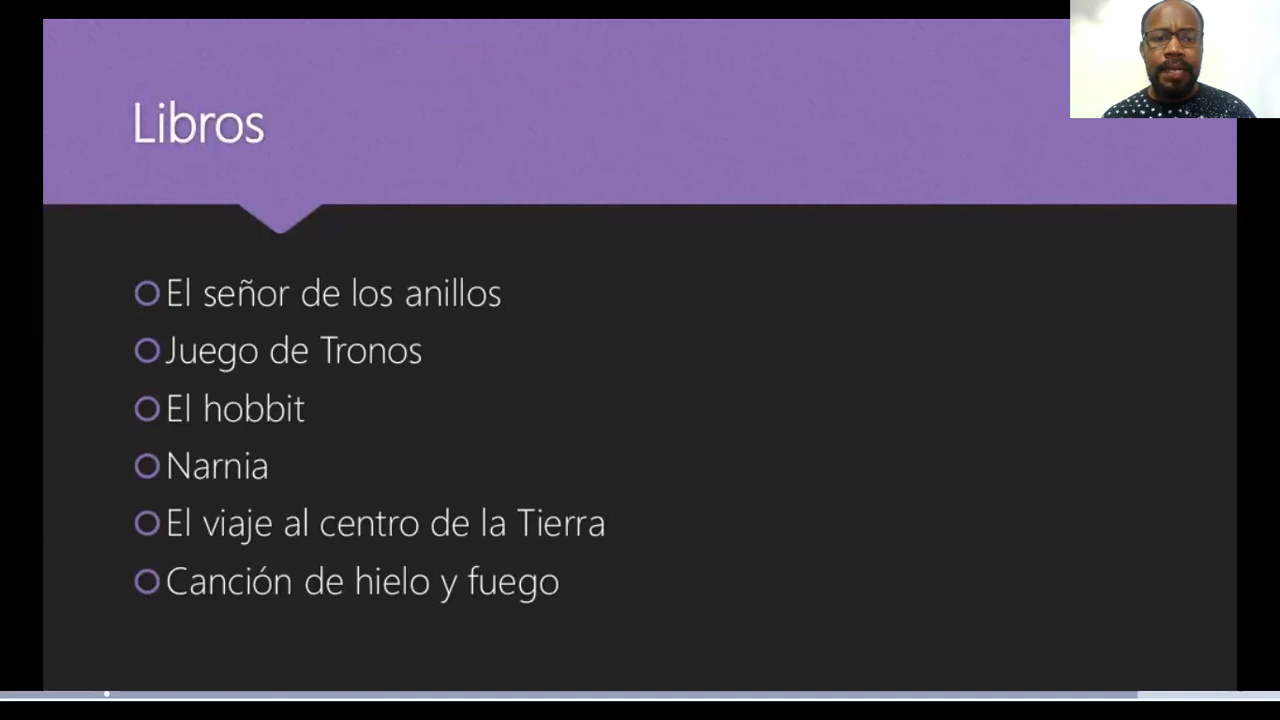 Libros
El señor de los anillos
Juego de Tronos
El hobbit
Narnia
El viaje al centro de la Tierra
Canción de hielo y fuego